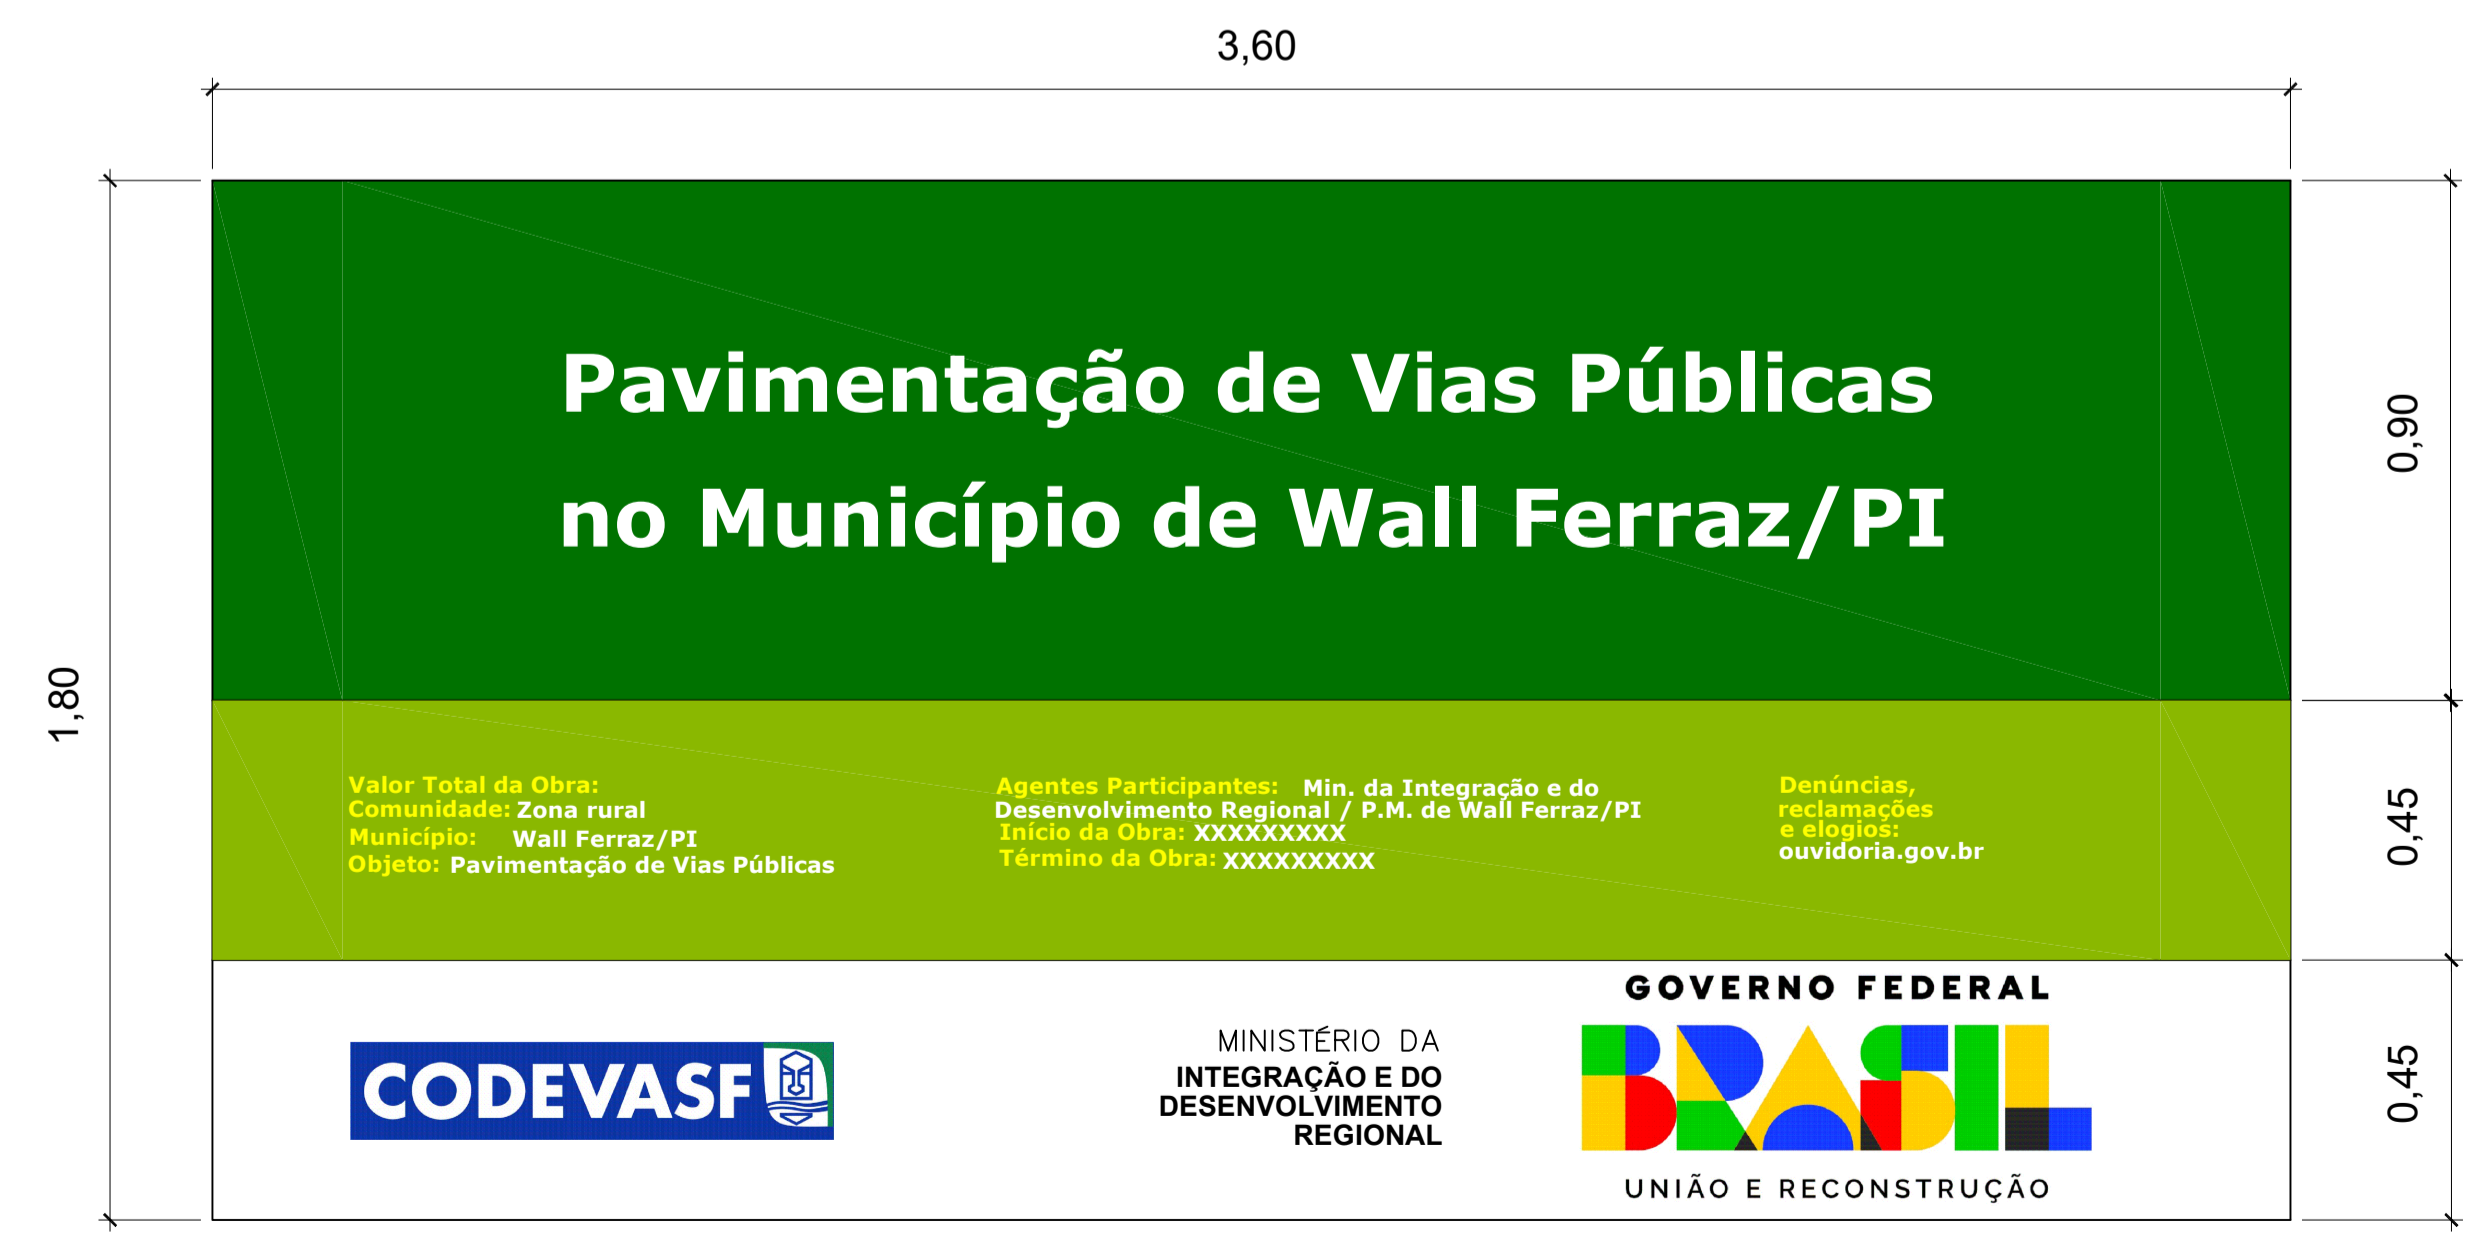 3,60
1,80
0,90
0,45
0,45
Pavimentação de Vias Públicas
no Município de Wall Ferraz/PI
Valor Total da Obra:
Comunidade: Zona rural
Município: Wall Ferraz/PI
Objeto: Pavimentação de Vias Públicas
Agentes Participantes: Min. da Integração e do
Desenvolvimento Regional / P.M. de Wall Ferraz/PI
Início da Obra: XXXXXXXXX
Término da Obra: XXXXXXXXX
Denúncias,
reclamações
e elogios:
ouvidoria.gov.br
CODEVASF
MINISTÉRIO DA
INTEGRAÇÃO E DO
DESENVOLVIMENTO
REGIONAL
GOVERNO FEDERAL
BRASIL
UNIÃO E RECONSTRUÇÃO